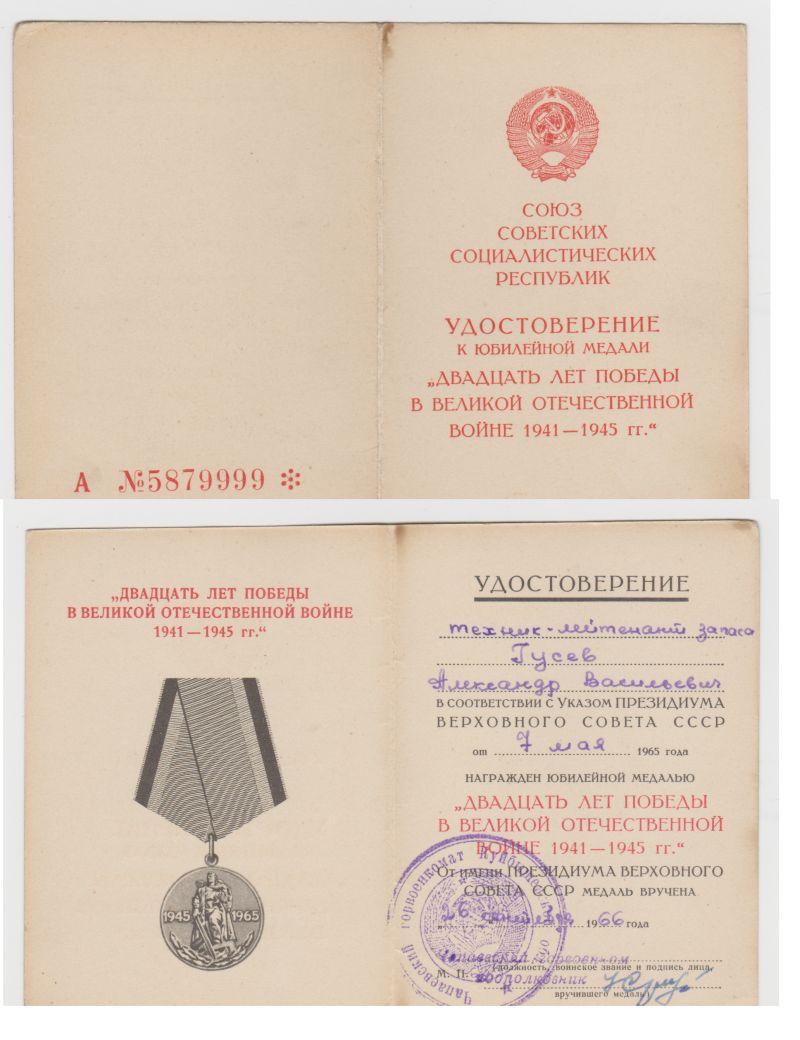 СОЮЗ
СОВЕТСКИХ
СОЦИАЛИСТИЧЕСКИХ
РЕСПУБЛИК
УДОСТОВЕРЕНИЕ
К ЮБИЛЕЙНОЙ МЕДАЛИ
„ДВАДЦАТЬ ЛЕТ ПОБЕДЫ
В ВЕЛИКОЙ ОТЕЧЕСТВЕННОЙ
ВОЙНЕ 1941—1945 гг.“
А №5879999
„ДВАДЦАТЬ ЛЕТ ПОБЕДЫ
В ВЕЛИКОЙ ОТЕЧЕСТВЕННОЙ ВОЙНЕ
1941—1945 гг.“
1945 1965
УДОСТОВЕРЕНИЕ
техник-лейтенант запаса
Гусев
Александр Васильевич
В СООТВЕТСТВИИ С УКАЗОМ ПРЕЗИДИУМА
ВЕРХОВНОГО СОВЕТА СССР
от 7 мая 1965 года
НАГРАЖДЕН ЮБИЛЕЙНОЙ МЕДАЛЬЮ
„ДВАДЦАТЬ ЛЕТ ПОБЕДЫ
В ВЕЛИКОЙ ОТЕЧЕСТВЕННОЙ
ВОЙНЕ 1941—1945 гг.“
ОТ ИМЕНИ ПРЕЗИДИУМА ВЕРХОВНОГО
СОВЕТА СССР МЕДАЛЬ ВРУЧЕНА
26 1966 года
Чапаевский горвоенком
М. П. (должность, воинское звание и подпись лица,
подполковник
вручившего медаль)
Чапаевский горвоенкомат